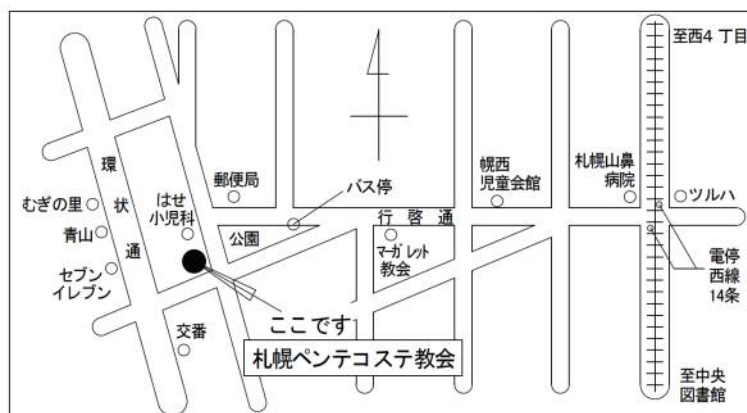 至西4丁目
環状通
むぎの里
青山
セブン
イレブン
はせ
小児科
郵便局
公園
バス停
行啓通
マーガレット
教会
幌西
児童会館
札幌山鼻
病院
ツルハ
電停
西線
14条
交番
ここです
札幌ペンテコステ教会
至中央
図書館